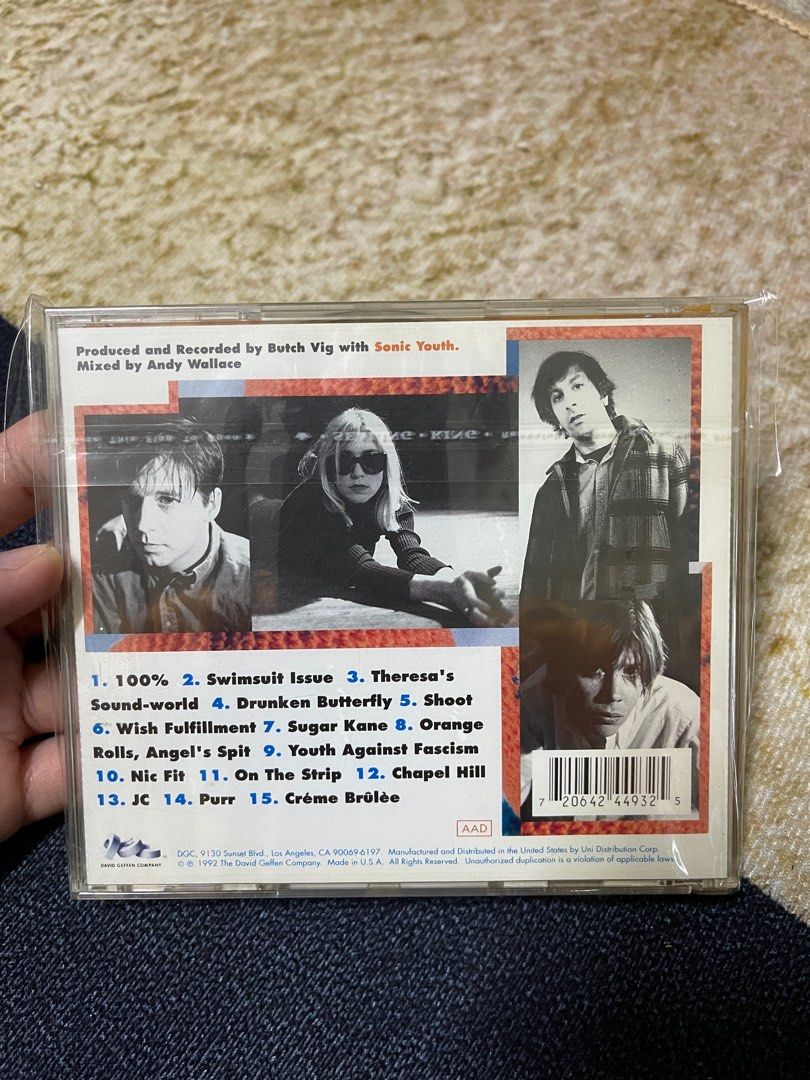 Produced and Recorded by Butch Vig with Sonic Youth.
Mixed by Andy Wallace
1. 100% 2. Swimsuit Issue 3. Theresa's
Sound-world 4. Drunken Butterfly 5. Shoot
6. Wish Fulfillment 7. Sugar Kane 8. Orange
Rolls, Angel's Spit 9. Youth Against Fascism
10. Nic Fit 11. On The Strip 12. Chapel Hill
13. JC 14. Purr 15. Créme Brûlèe
7 20642 44932 5
AAD
DAVID GEFFEN COMPANY
DGC, 9130 Sunset Blvd., Los Angeles, CA 90069-6197. Manufactured and Distributed in the United States by Uni Distribution Corp.
© ℗ 1992 The David Geffen Company. Made in U.S.A. All Rights Reserved. Unauthorized duplication is a violation of applicable laws.